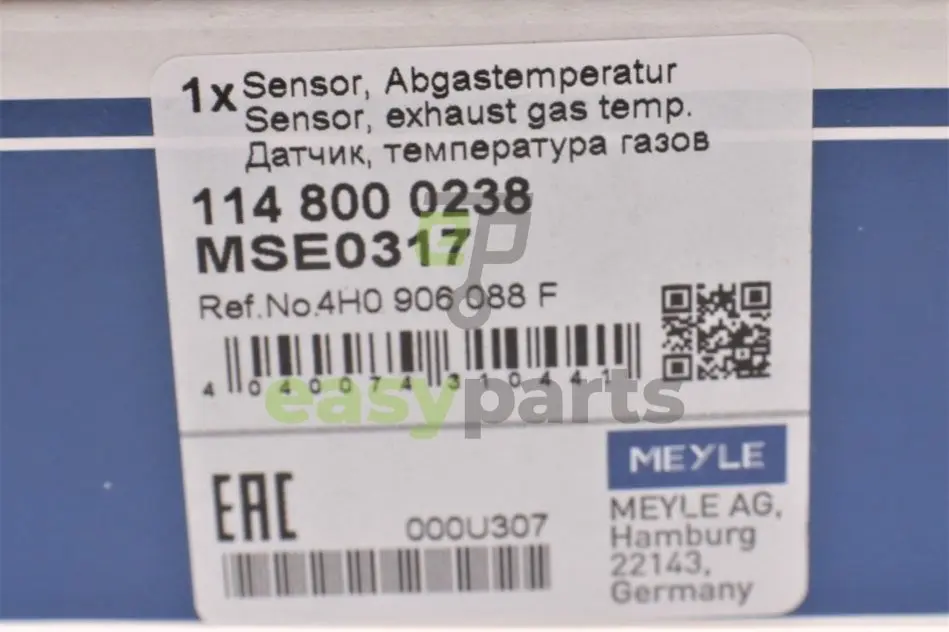 1x Sensor, Abgastemperatur
Sensor, exhaust gas temp.
Датчик, температура газов
114 800 0238
MSE0317
Ref.No.4H0 906 088 F
4 040074 310441
easyparts
MEYLE
EAC
000U307
MEYLE AG,
Hamburg
22143,
Germany